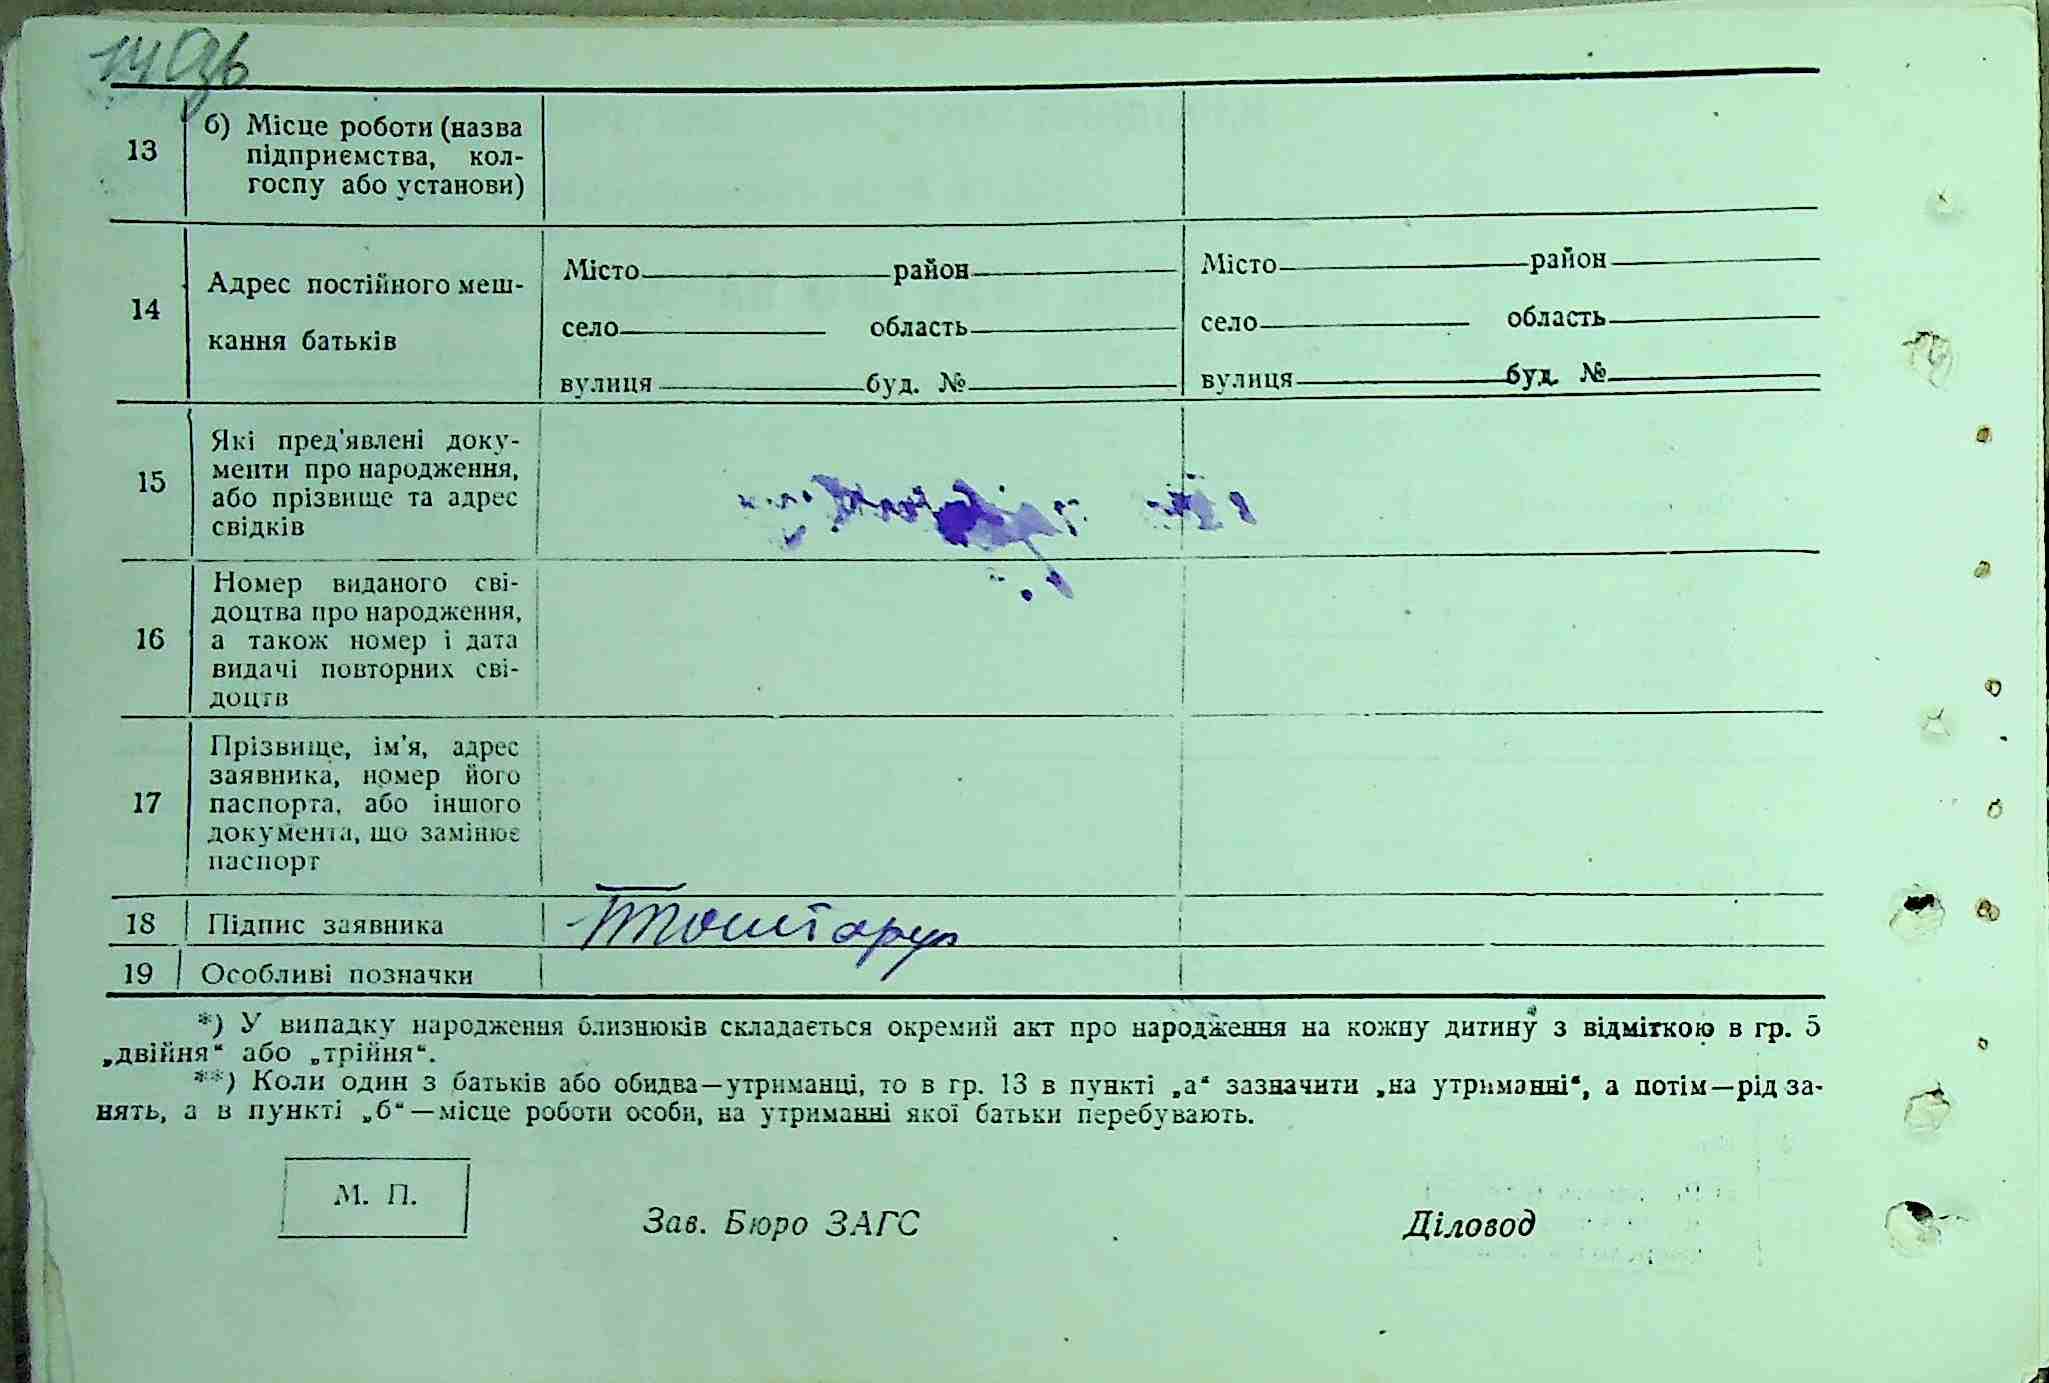 13
б) Місце роботи (назва
підприємства, кол-
госпу або установи)
14
Адрес постійного меш-
кання батьків
Місто район
село область
вулиця буд. №
Місто район
село область
вулиця буд. №
15
Які пред'явлені доку-
менти про народження,
або прізвище та адрес
свідків
16
Номер виданого сві-
доцтва про народження,
а також номер і дата
видачі повторних сві-
доцтв
17
Прізвище, ім'я, адрес
заявника, номер його
паспорта, або іншого
документа, що замінює
паспорт
18 Підпис заявника
19 Особливі позначки
*) У випадку народження близнюків складається окремий акт про народження на кожну дитину з відміткою в гр. 5
„двійня“ або „трійня“.
**) Коли один з батьків або обидва—утриманці, то в гр. 13 в пункті „а“ зазначити „на утриманні“, а потім—рід за-
нять, а в пункті „б“—місце роботи особи, на утриманні якої батьки перебувають.
М. П.
Зав. Бюро ЗАГС
Діловод